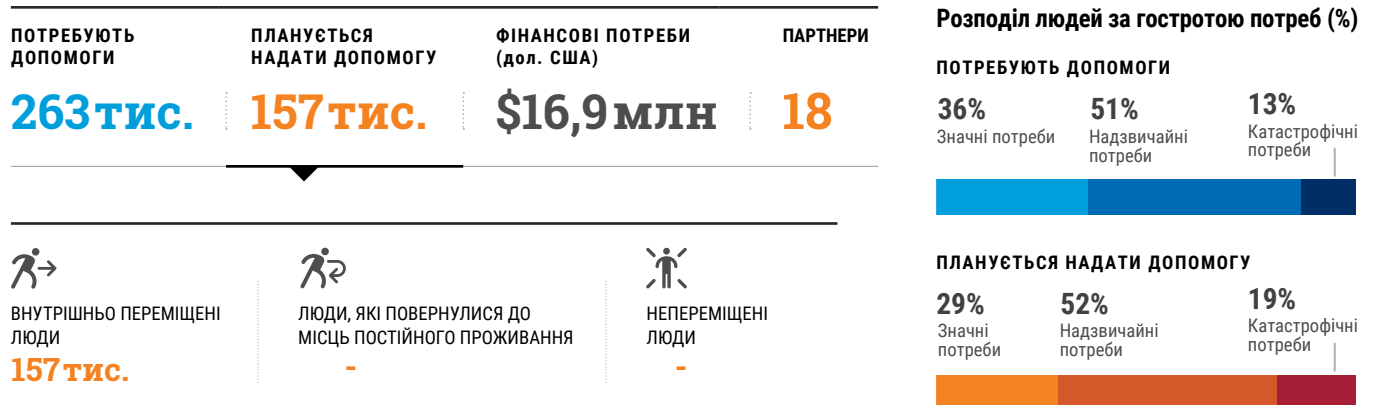 ПОТРЕБУЮТЬ
ДОПОМОГИ
263 тис.
ПЛАНУЄТЬСЯ
НАДАТИ ДОПОМОГУ
157 тис.
ФІНАНСОВІ ПОТРЕБИ
(дол. США)
$16,9 млн
ПАРТНЕРИ
18
ВНУТРІШНЬО ПЕРЕМІЩЕНІ
ЛЮДИ
157 тис.
ЛЮДИ, ЯКІ ПОВЕРНУЛИСЯ ДО
МІСЦЬ ПОСТІЙНОГО ПРОЖИВАННЯ
-
НЕПЕРЕМІЩЕНІ
ЛЮДИ
-
Розподіл людей за гостротою потреб (%)
ПОТРЕБУЮТЬ ДОПОМОГИ
36%
Значні потреби
51%
Надзвичайні
потреби
13%
Катастрофічні
потреби
ПЛАНУЄТЬСЯ НАДАТИ ДОПОМОГУ
29%
Значні
потреби
52%
Надзвичайні
потреби
19%
Катастрофічні
потреби